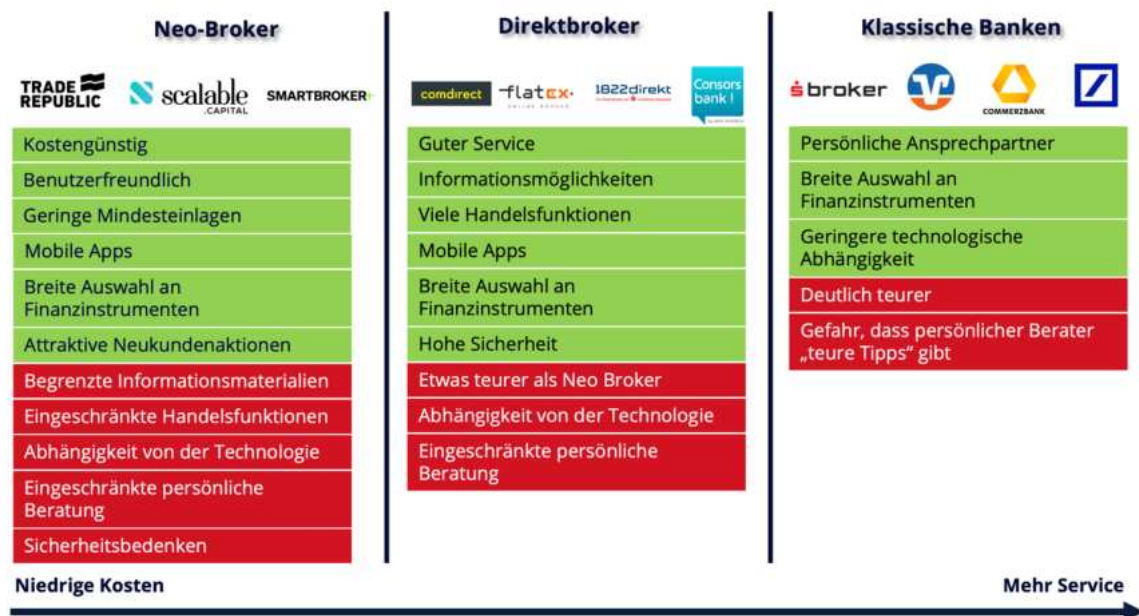 Neo-Broker
TRADE
REPUBLIC
scalable
.CAPITAL
SMARTBROKER+
Kostengünstig
Benutzerfreundlich
Geringe Mindesteinlagen
Mobile Apps
Breite Auswahl an
Finanzinstrumenten
Attraktive Neukundenaktionen
Begrenzte Informationsmaterialien
Eingeschränkte Handelsfunktionen
Abhängigkeit von der Technologie
Eingeschränkte persönliche
Beratung
Sicherheitsbedenken
Direktbroker
comdirect
flatex
ONLINE BROKER
1822direkt
Consors
bank!
Guter Service
Informationsmöglichkeiten
Viele Handelsfunktionen
Mobile Apps
Breite Auswahl an
Finanzinstrumenten
Hohe Sicherheit
Etwas teurer als Neo Broker
Abhängigkeit von der Technologie
Eingeschränkte persönliche
Beratung
Klassische Banken
broker
COMMERZBANK
Persönliche Ansprechpartner
Breite Auswahl an
Finanzinstrumenten
Geringere technologische
Abhängigkeit
Deutlich teurer
Gefahr, dass persönlicher Berater
„teure Tipps“ gibt
Niedrige Kosten
Mehr Service